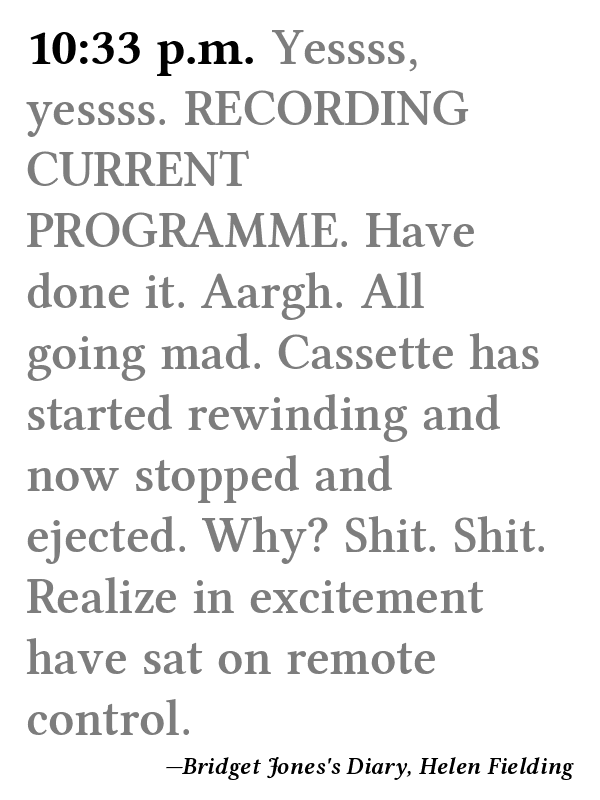 10:33 p.m. Yessss,
yessss. RECORDING
CURRENT
PROGRAMME. Have
done it. Aargh. All
going mad. Cassette has
started rewinding and
now stopped and
ejected. Why? Shit. Shit.
Realize in excitement
have sat on remote
control.
—Bridget Jones's Diary, Helen Fielding